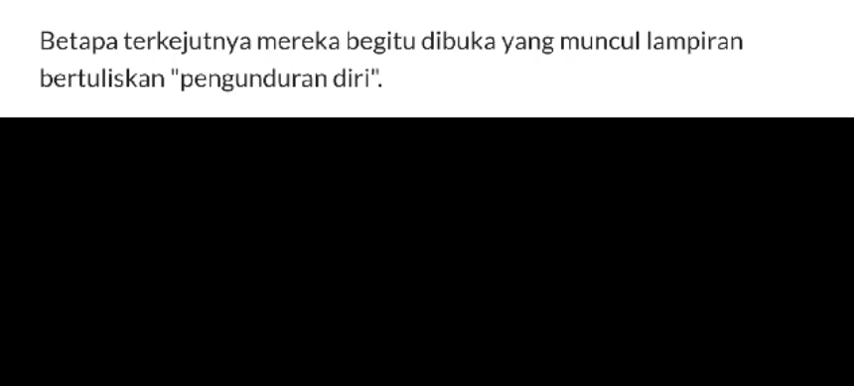 Betapa terkejutnya mereka begitu dibuka yang muncul lampiran
bertuliskan "pengunduran diri".